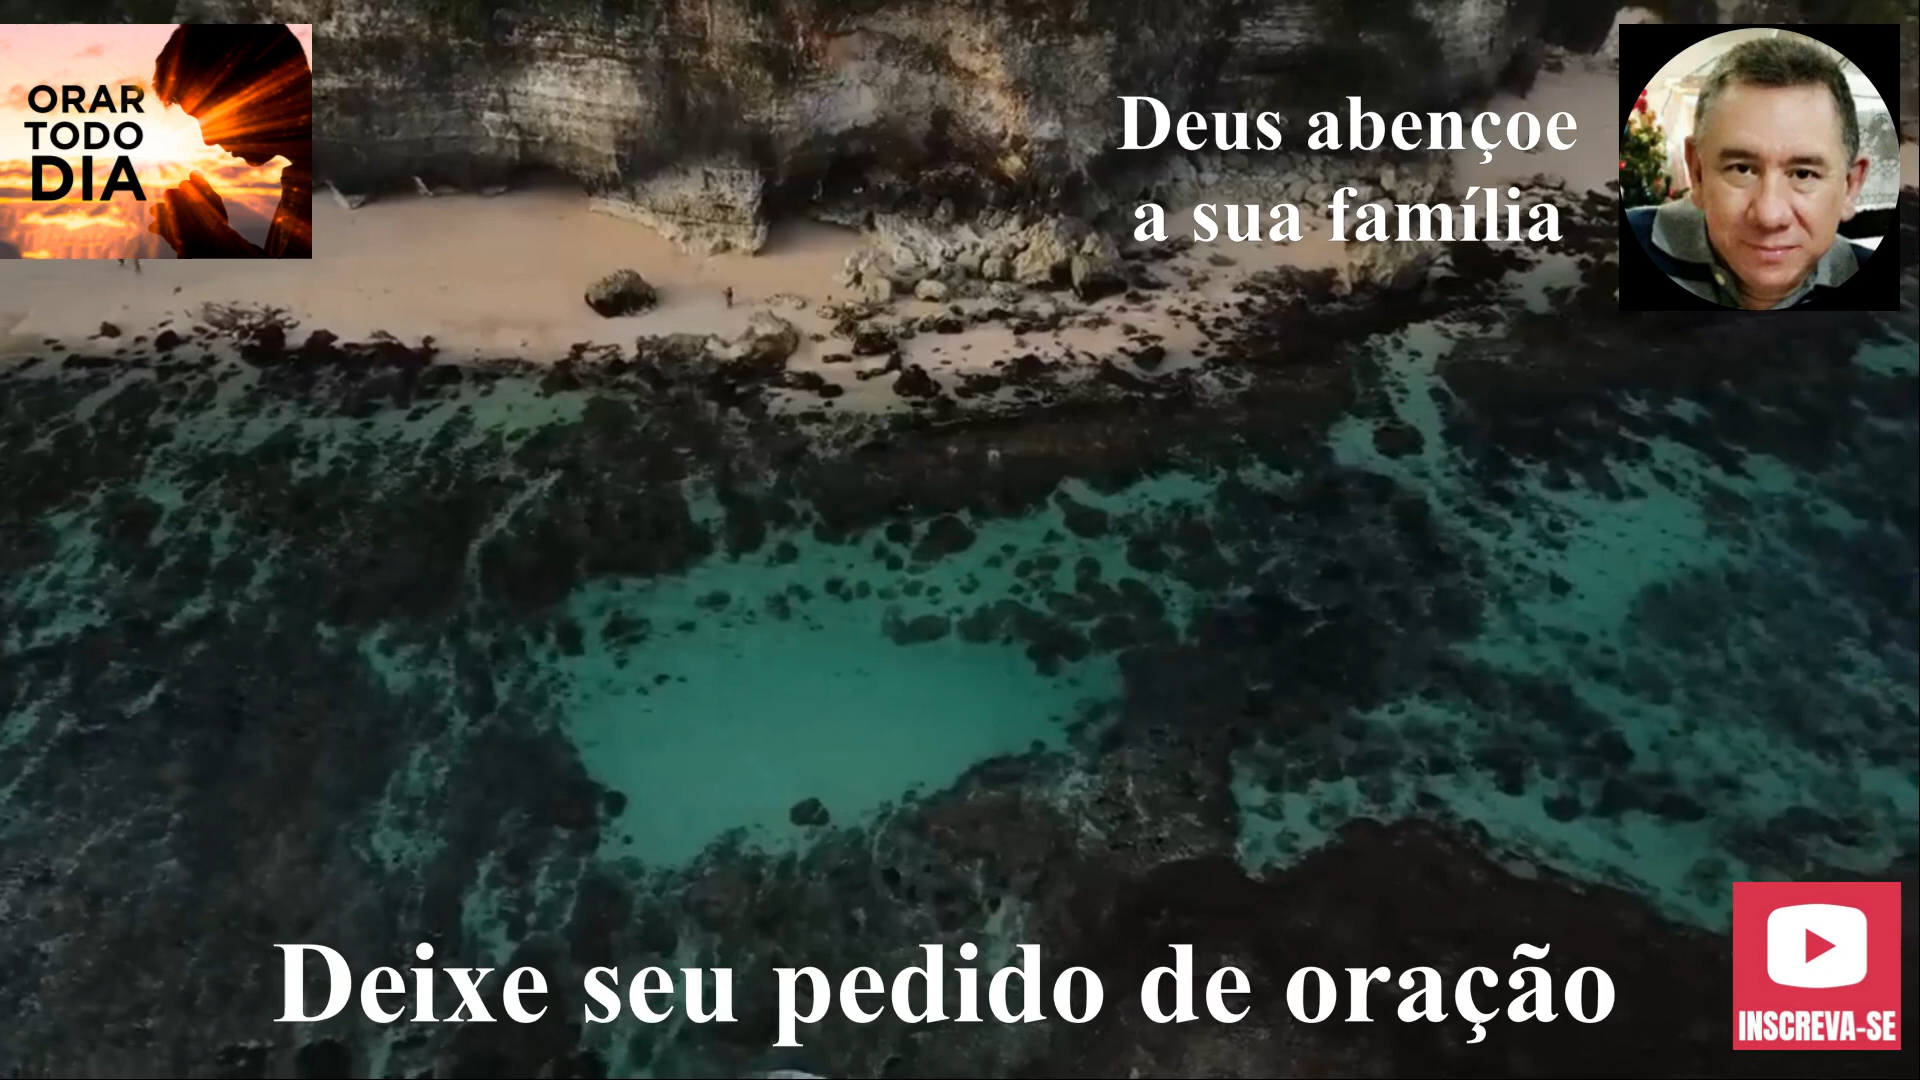 ORAR
TODO
DIA
Deus abençoe
a sua família
Deixe seu pedido de oração
INSCREVA-SE